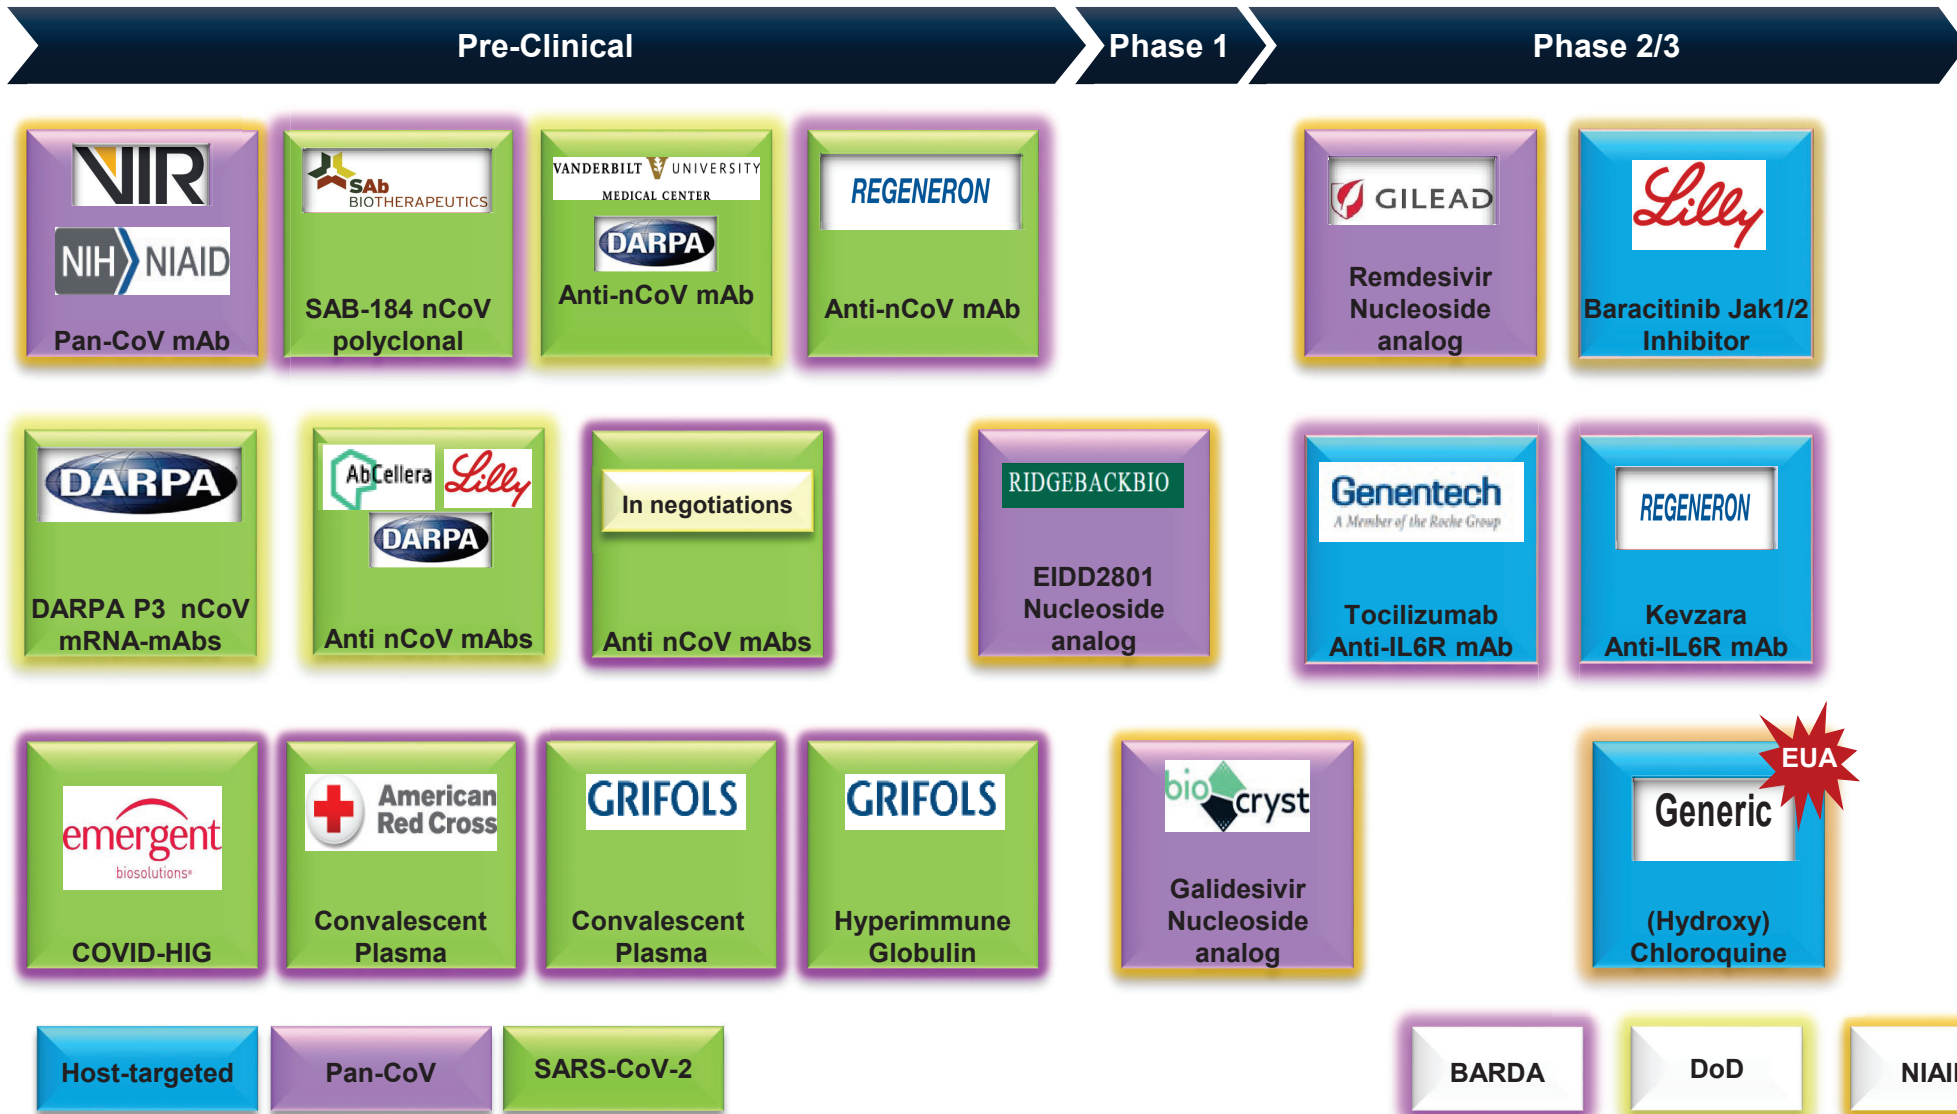 Pre-Clinical
Phase 1
Phase 2/3
VIR
NIH NIAID
Pan-CoV mAb
SAb
BIOTHERAPEUTICS
SAB-184 nCoV
polyclonal
VANDERBILT UNIVERSITY
MEDICAL CENTER
DARPA
Anti-nCoV mAb
REGENERON
Anti-nCoV mAb
GILEAD
Remdesivir
Nucleoside
analog
Lilly
Baracitinib Jak1/2
Inhibitor
DARPA
DARPA P3 nCoV
mRNA-mAbs
AbCellera
Lilly
DARPA
Anti nCoV mAbs
In negotiations
Anti nCoV mAbs
RIDGEBACKBIO
EIDD2801
Nucleoside
analog
Genentech
A Member of the Roche Group
Tocilizumab
Anti-IL6R mAb
REGENERON
Kevzara
Anti-IL6R mAb
emergent
biosolutions®
COVID-HIG
American
Red Cross
Convalescent
Plasma
GRIFOLS
Convalescent
Plasma
GRIFOLS
Hyperimmune
Globulin
biocryst
Galidesivir
Nucleoside
analog
EUA
Generic
(Hydroxy)
Chloroquine
Host-targeted
Pan-CoV
SARS-CoV-2
BARDA
DoD
NIAI